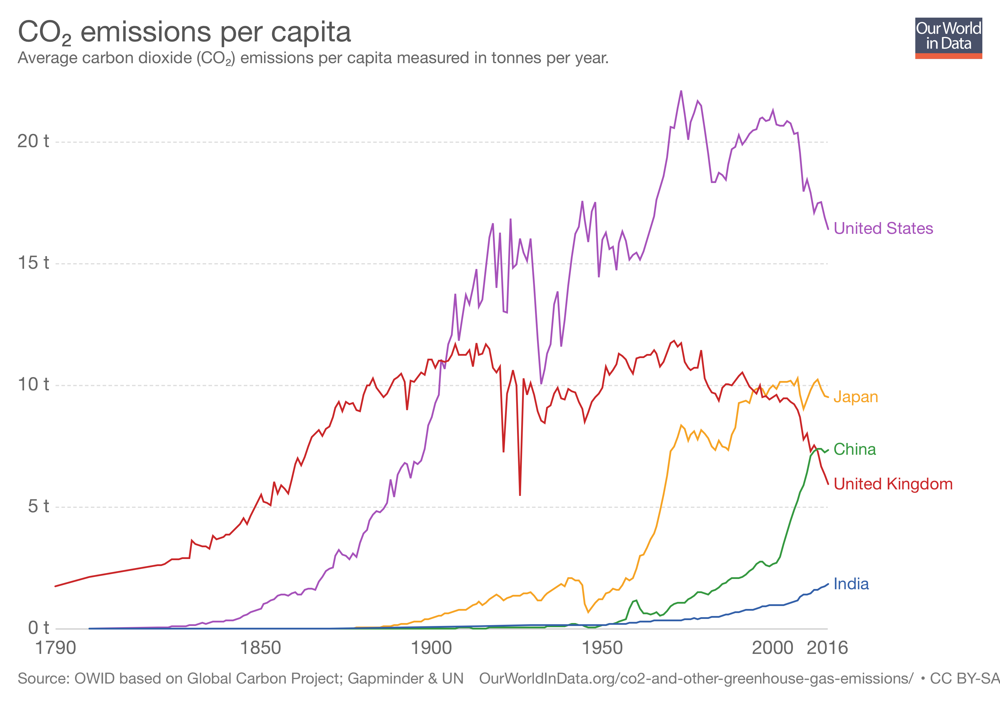 CO₂ emissions per capita
Average carbon dioxide (CO₂) emissions per capita measured in tonnes per year.
Our World
in Data
20 t
15 t
10 t
5 t
0 t
United States
Japan
China
United Kingdom
India
1790 1850 1900 1950 2000 2016
Source: OWID based on Global Carbon Project; Gapminder & UN OurWorldInData.org/co2-and-other-greenhouse-gas-emissions/ • CC BY-SA